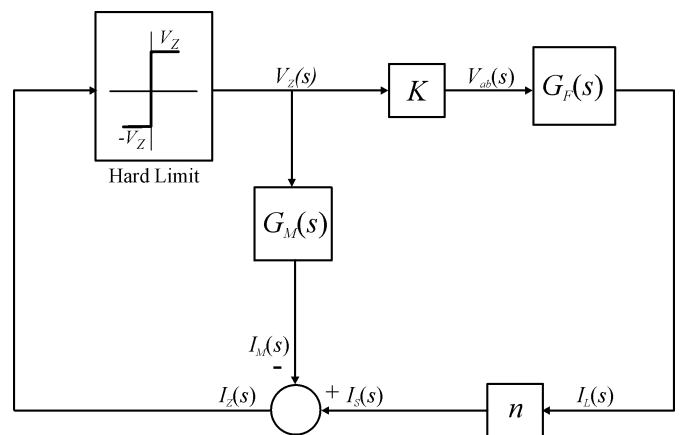 V_Z
-V_Z
Hard Limit
V_Z(s)
K
V_ab(s)
G_F(s)
G_M(s)
I_M(s)
-
I_Z(s)
+
I_S(s)
n
I_L(s)